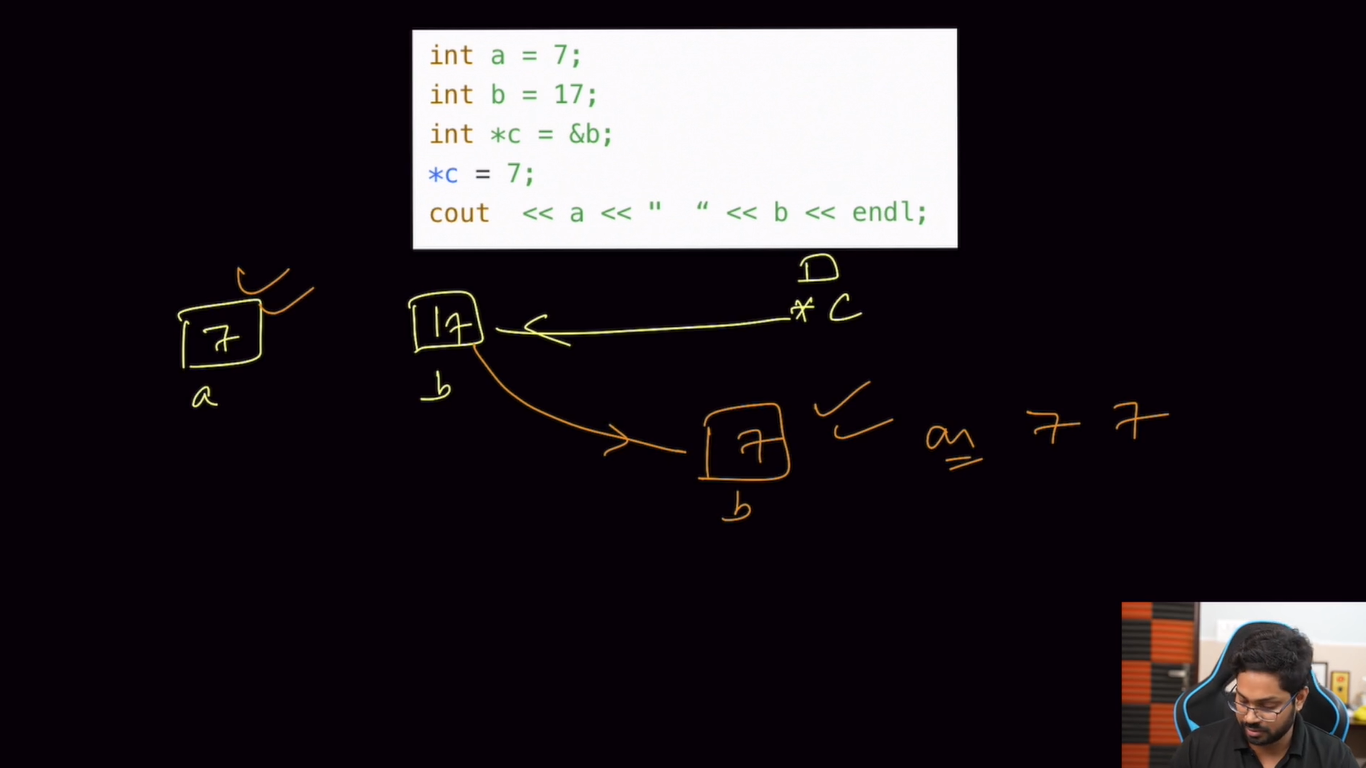 int a = 7;
int b = 17;
int *c = &b;
*c = 7;
cout  << a << "  “ << b << endl;
* C
7
17
a
b
7
an 7 7
b